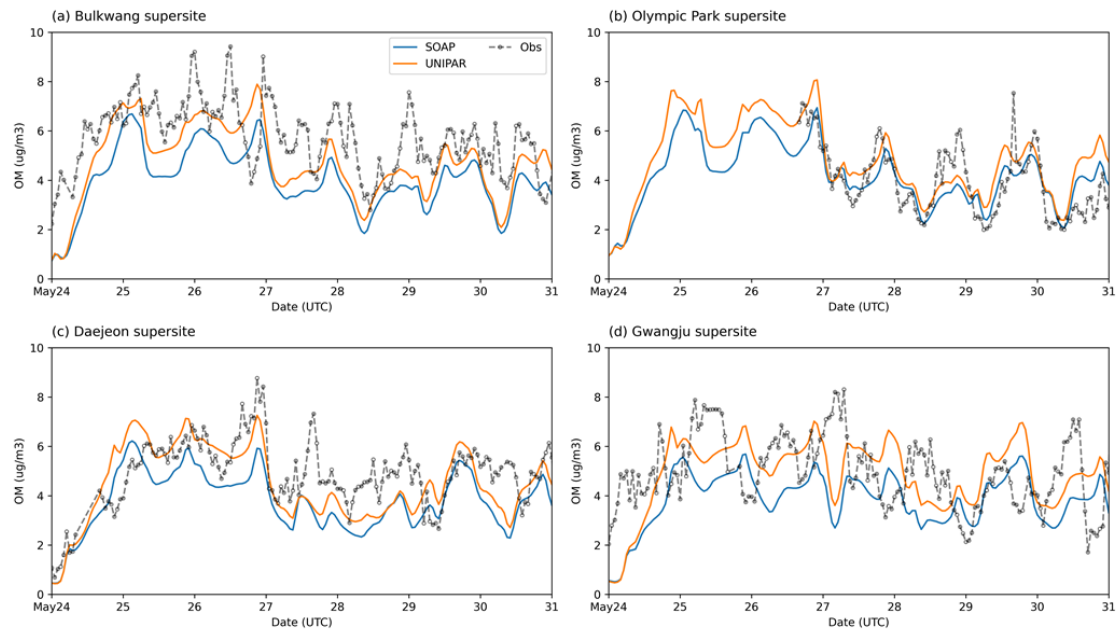 (a) Bulkwang supersite
10
8
6
4
2
0
OM (ug/m3)
SOAP
UNIPAR
Obs
May24 25 26 27 28 29 30 31
Date (UTC)
(b) Olympic Park supersite
10
8
6
4
2
0
OM (ug/m3)
May24 25 26 27 28 29 30 31
Date (UTC)
(c) Daejeon supersite
10
8
6
4
2
0
OM (ug/m3)
May24 25 26 27 28 29 30 31
Date (UTC)
(d) Gwangju supersite
10
8
6
4
2
0
OM (ug/m3)
May24 25 26 27 28 29 30 31
Date (UTC)